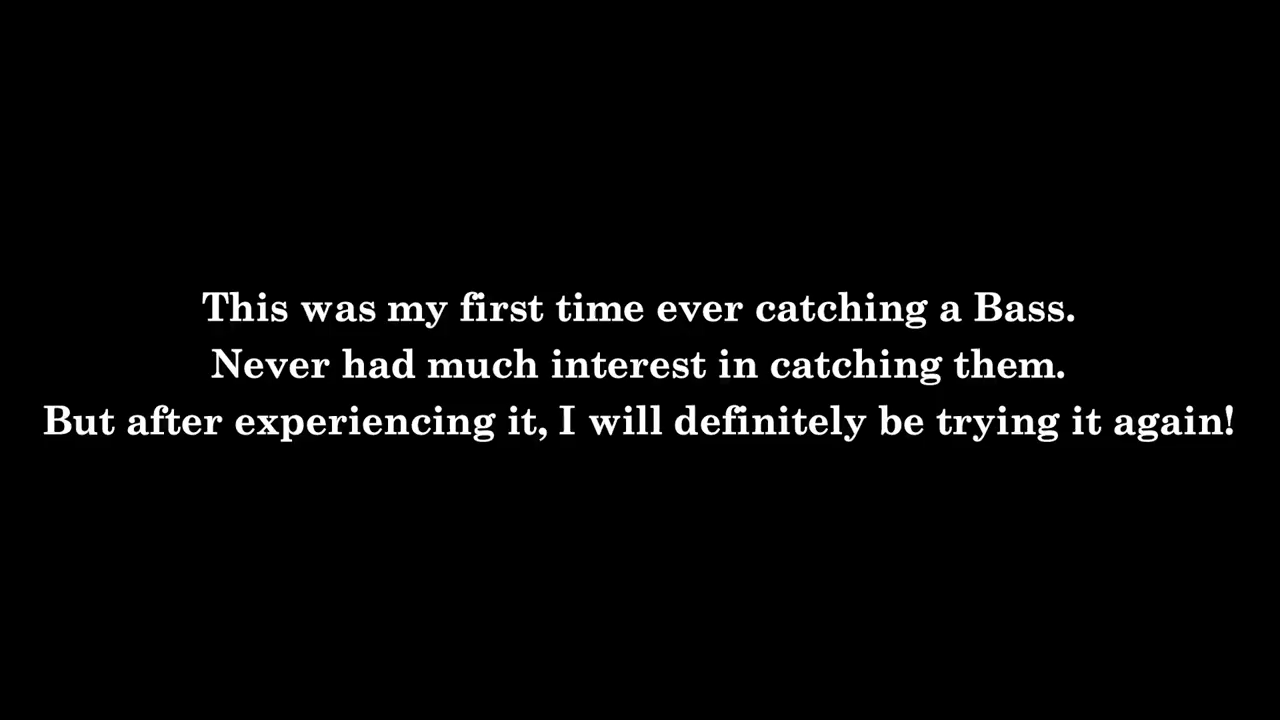 This was my first time ever catching a Bass.
Never had much interest in catching them.
But after experiencing it, I will definitely be trying it again!